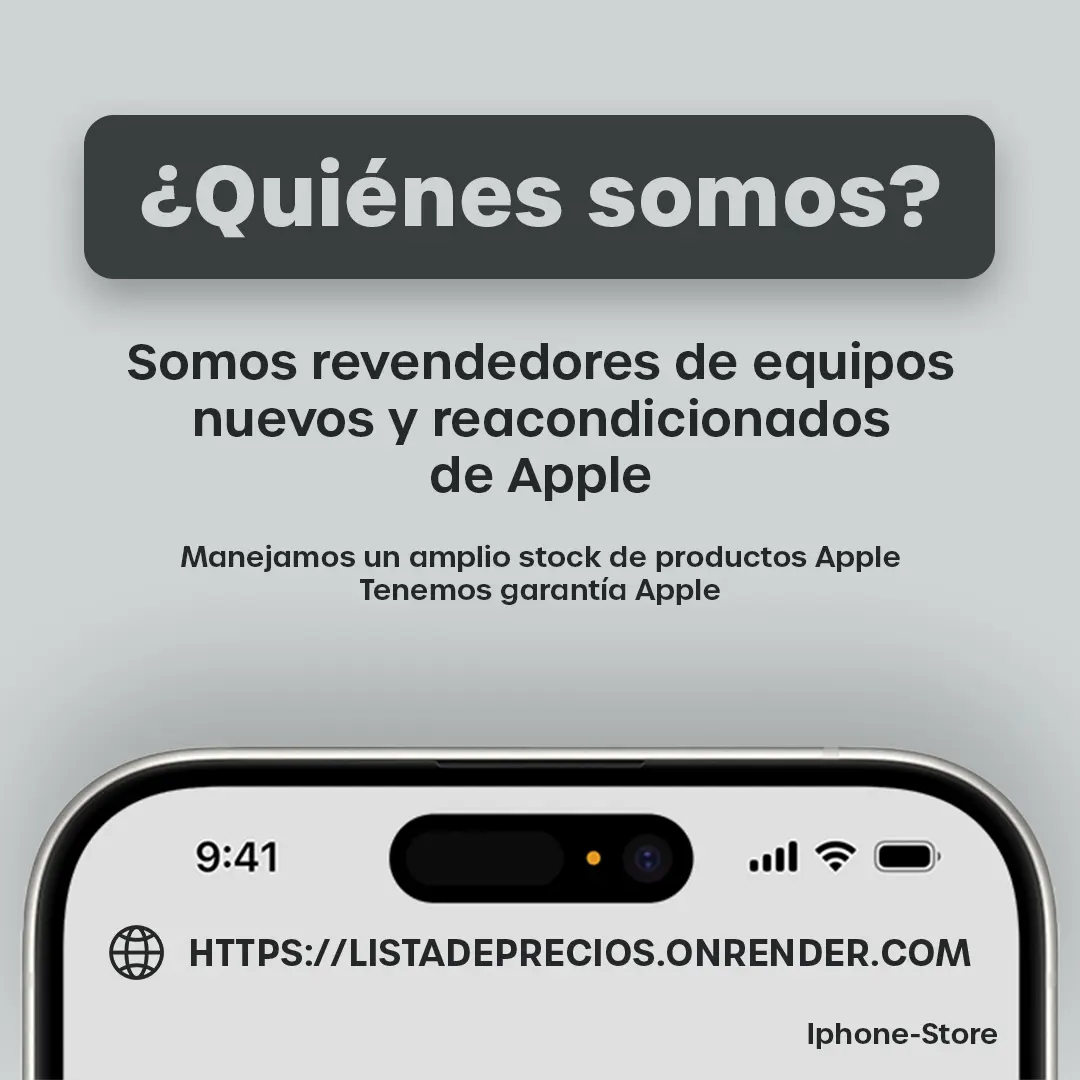 ¿Quiénes somos?
Somos revendedores de equipos
nuevos y reacondicionados
de Apple
Manejamos un amplio stock de productos Apple
Tenemos garantía Apple
9:41
HTTPS://LISTADEPRECIOS.ONRENDER.COM
Iphone-Store